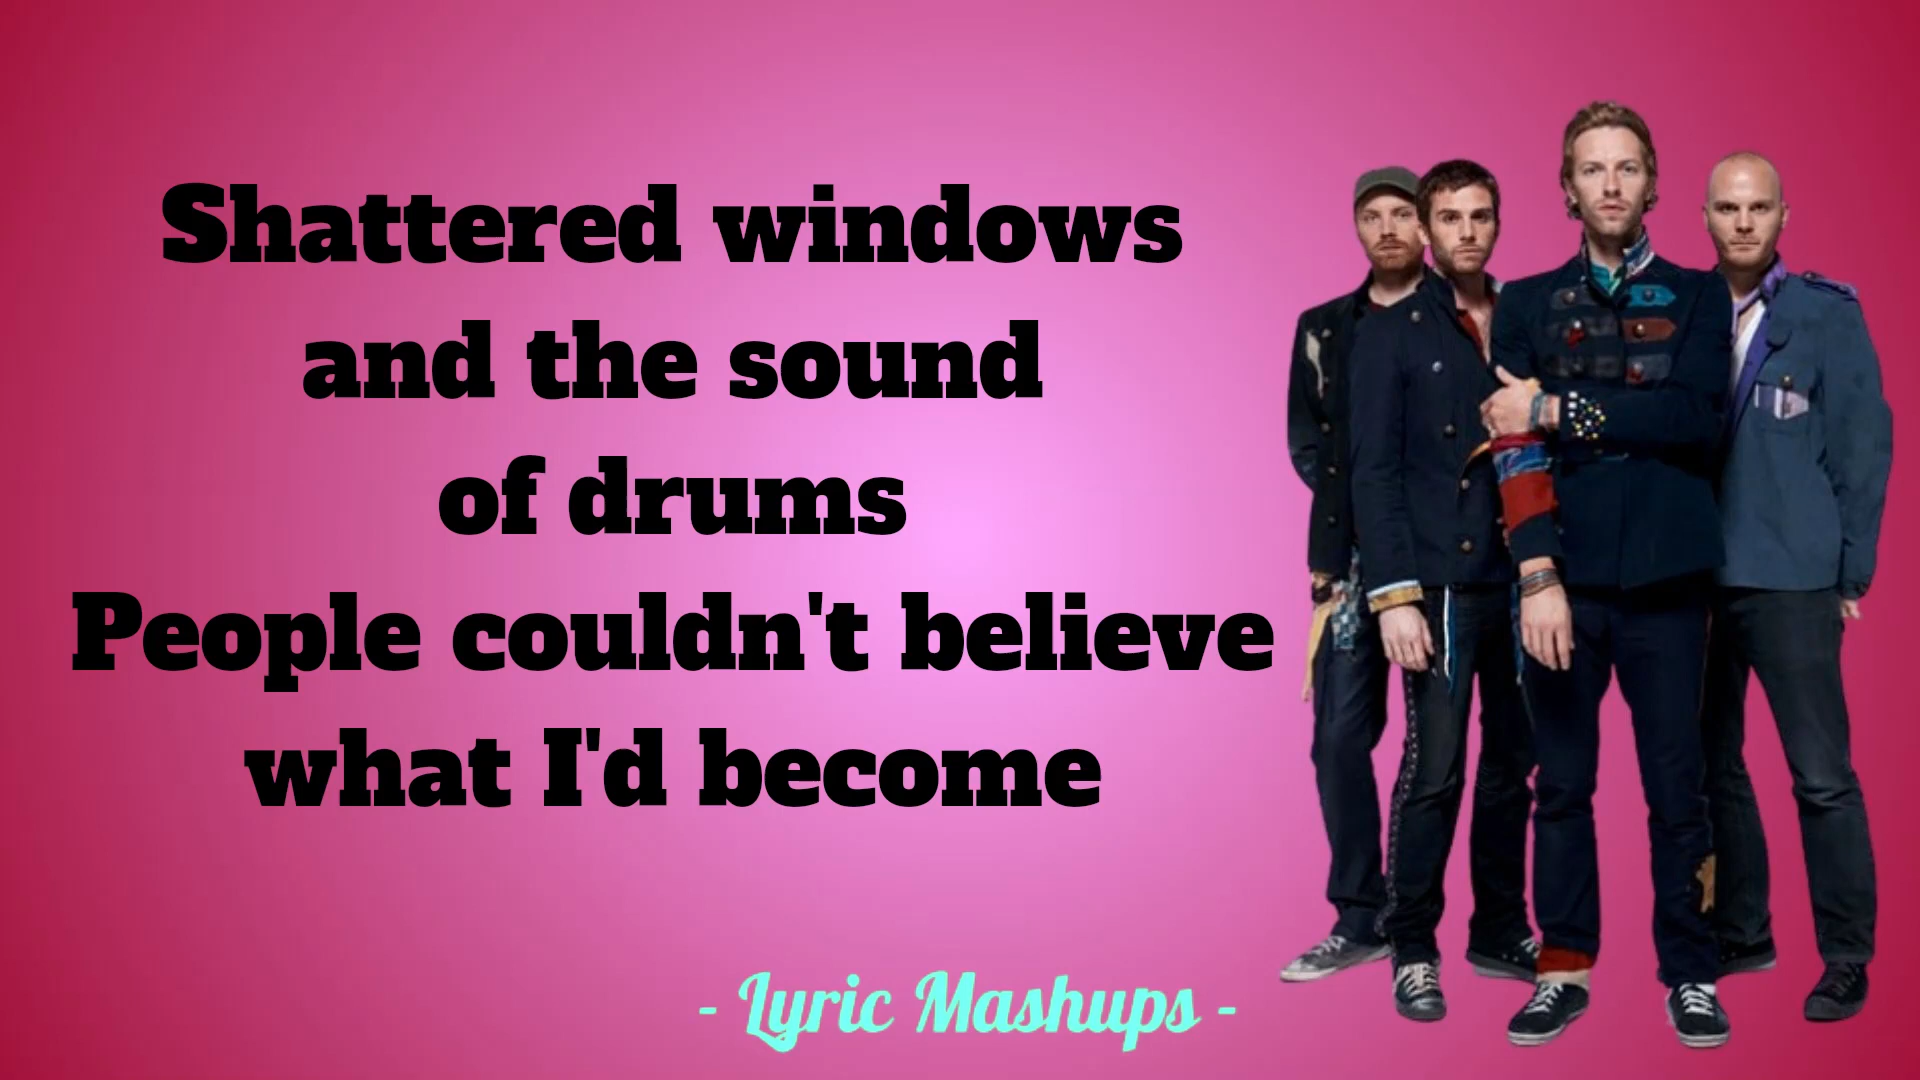 Shattered windows
and the sound
of drums
People couldn't believe
what I'd become
- Lyric Mashups -